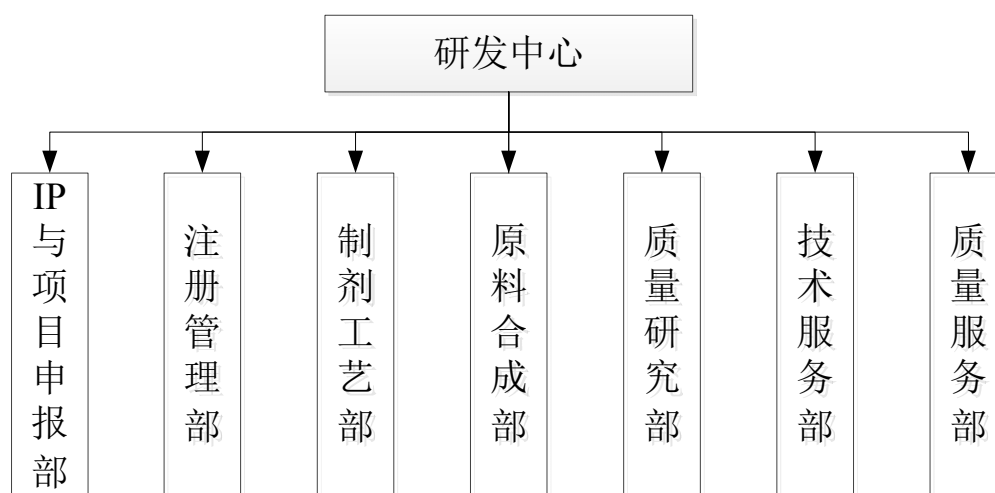 研发中心
IP与项目申报部
注册管理部
制剂工艺部
原料合成部
质量研究部
技术服务部
质量服务部